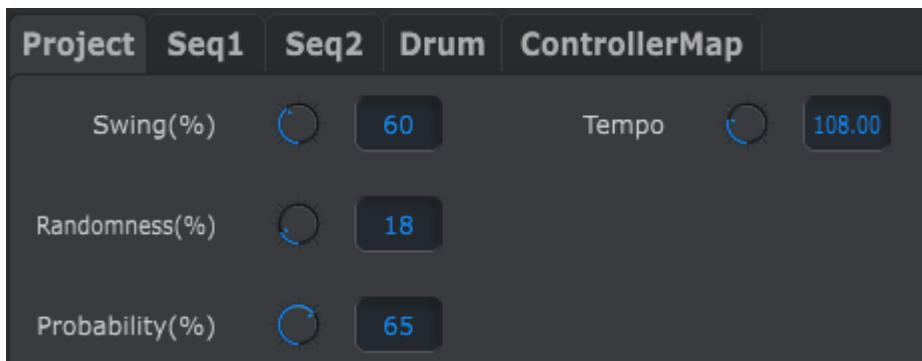 Project Seq1 Seq2 Drum ControllerMap
Swing(%) 60 Tempo 108.00
Randomness(%) 18
Probability(%) 65